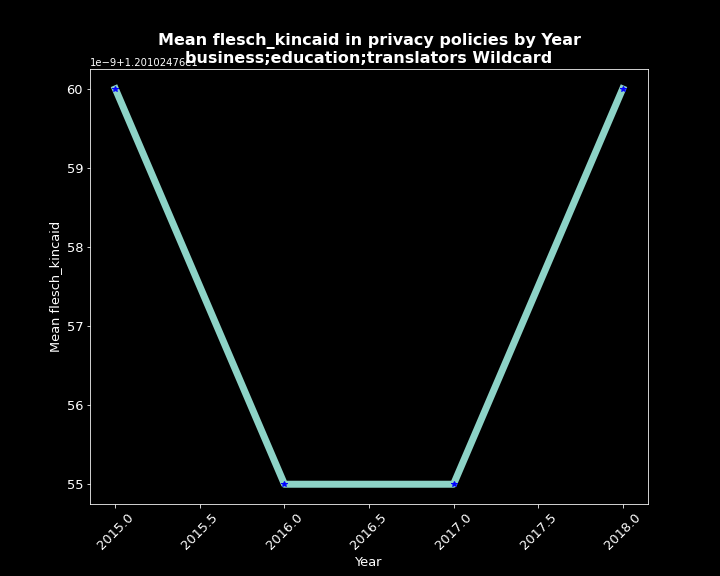 Mean flesch_kincaid in privacy policies by Year
business;education;translators Wildcard
1e-9+1.20102476e1
60
59
58
57
56
55
Mean flesch_kincaid
2015.0
2015.5
2016.0
2016.5
2017.0
2017.5
2018.0
Year